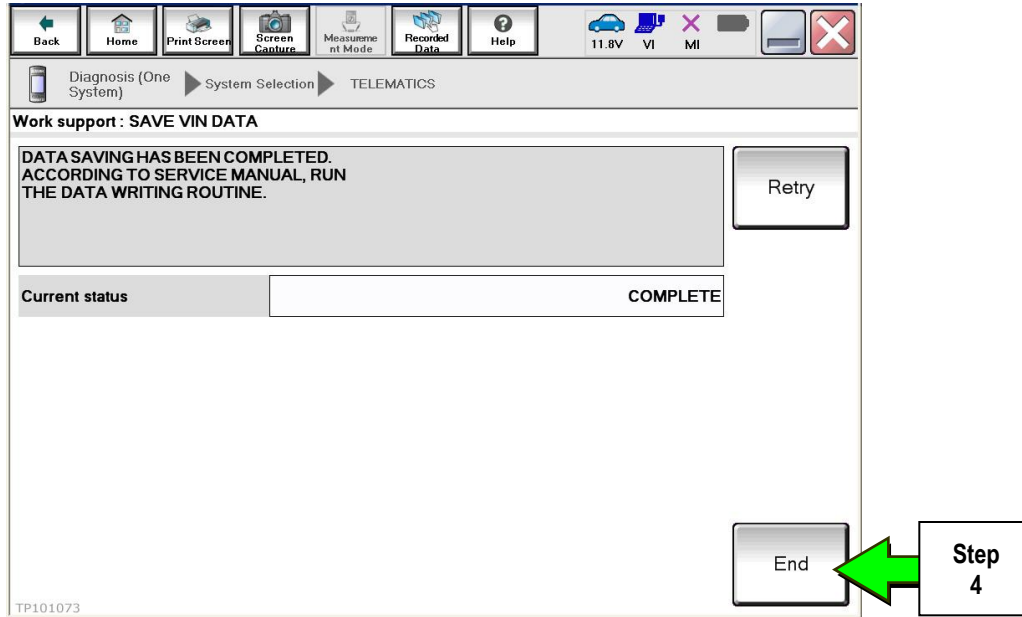 Back
Home
Print Screen
Screen
Capture
Measureme
nt Mode
Recorded
Data
Help
11.8V
VI
MI
Diagnosis (One
System)
System Selection
TELEMATICS
Work support : SAVE VIN DATA
DATA SAVING HAS BEEN COMPLETED.
ACCORDING TO SERVICE MANUAL, RUN
THE DATA WRITING ROUTINE.
Retry
Current status
COMPLETE
End
Step
4
TP101073